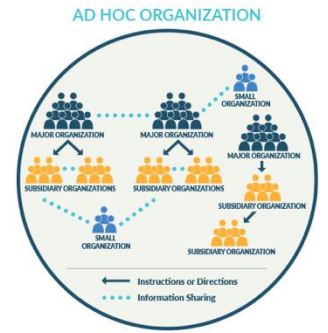 AD HOC ORGANIZATION
SMALL
ORGANIZATION
MAJOR ORGANIZATION
MAJOR ORGANIZATION
MAJOR ORGANIZATION
SUBSIDIARY ORGANIZATIONS
SUBSIDIARY ORGANIZATIONS
SUBSIDIARY ORGANIZATION
SMALL
ORGANIZATION
SUBSIDIARY ORGANIZATION
Instructions or Directions
Information Sharing